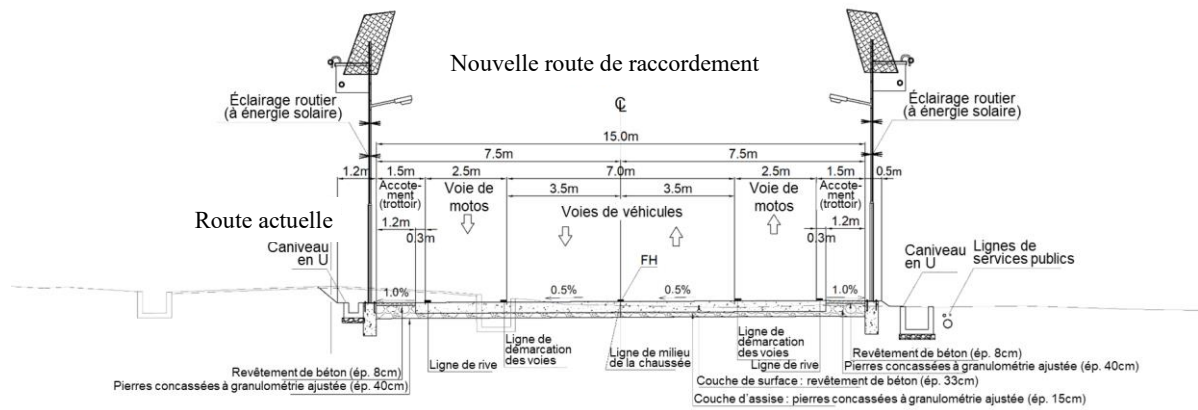 Nouvelle route de raccordement
Éclairage routier
(à énergie solaire)
℄
Éclairage routier
(à énergie solaire)
15.0m
7.5m
7.5m
1.2m
1.5m
2.5m
7.0m
2.5m
1.5m
0.5m
Accote-
ment
(trottoir)
Voie de
motos
3.5m
3.5m
Voies de véhicules
Voie de
motos
Accote-
ment
(trottoir)
Route actuelle
1.2m
0.3m
0.3m
1.2m
Caniveau
en U
FH
Caniveau
en U
Lignes de
services publics
1.0%
0.5%
0.5%
1.0%
Ligne de rive
Ligne de
démarcation
des voies
Ligne de milieu
de la chaussée
Ligne de
démarcation
des voies
Ligne de rive
Revêtement de béton (ép. 8cm)
Pierres concassées à granulométrie ajustée (ép. 40cm)
Revêtement de béton (ép. 8cm)
Pierres concassées à granulométrie ajustée (ép. 40cm)
Couche de surface : revêtement de béton (ép. 33cm)
Couche d'assise : pierres concassées à granulométrie ajustée (ép. 15cm)